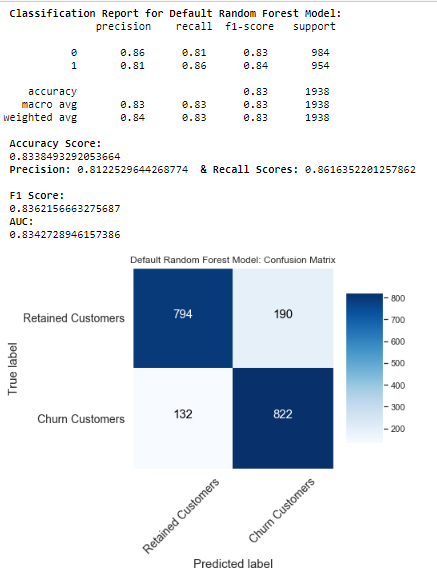 Classification Report for Default Random Forest Model:
precision recall f1-score support
0 0.86 0.81 0.83 984
1 0.81 0.86 0.84 954
accuracy 0.83 1938
macro avg 0.83 0.83 0.83 1938
weighted avg 0.84 0.83 0.83 1938
Accuracy Score:
0.8338493292053664
Precision: 0.8122529644268774 & Recall Scores: 0.8616352201257862
F1 Score:
0.8362156663275687
AUC:
0.8342728946157386
Default Random Forest Model: Confusion Matrix
Retained Customers 794 190
Churn Customers 132 822
True label
800
700
600
500
400
300
200
Retained Customers Churn Customers
Predicted label